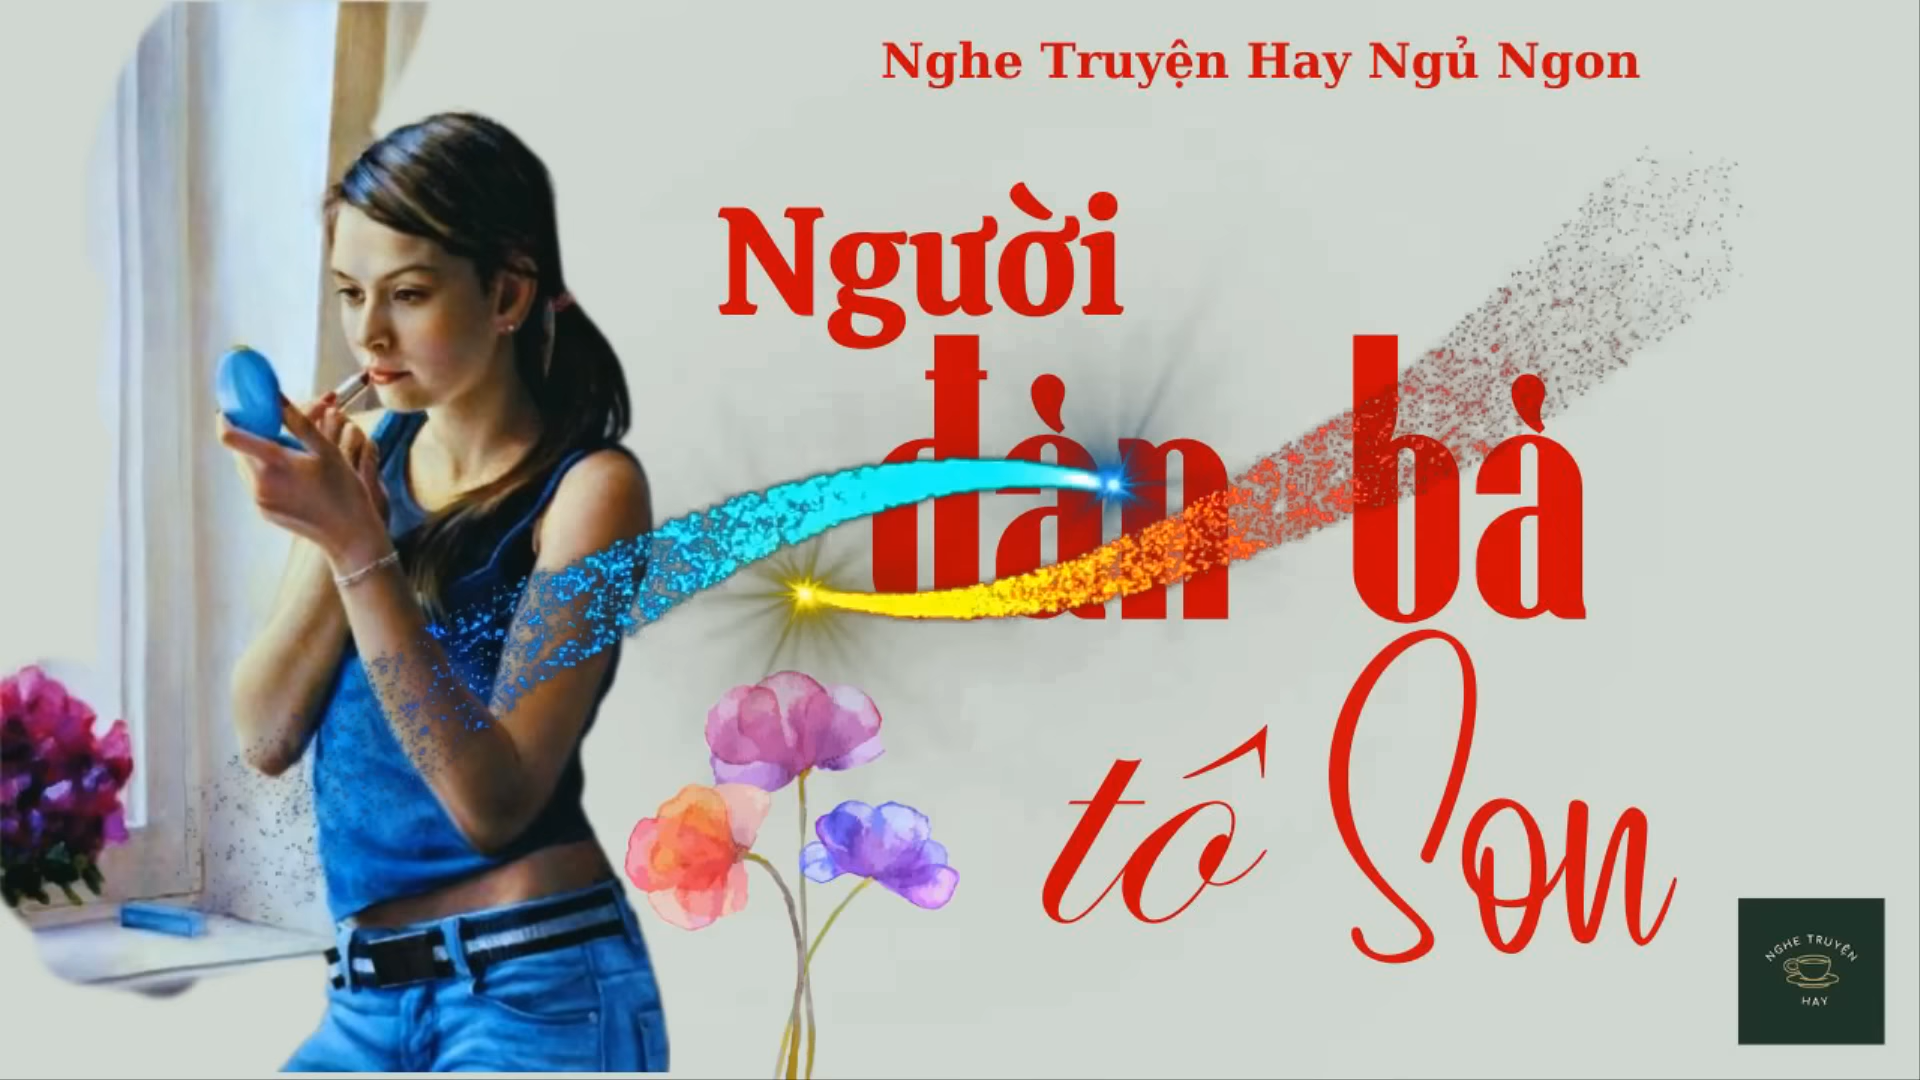 Nghe Truyện Hay Ngủ Ngon
Người
đàn bà
tô Son
NGHE TRUYỆN
HAY